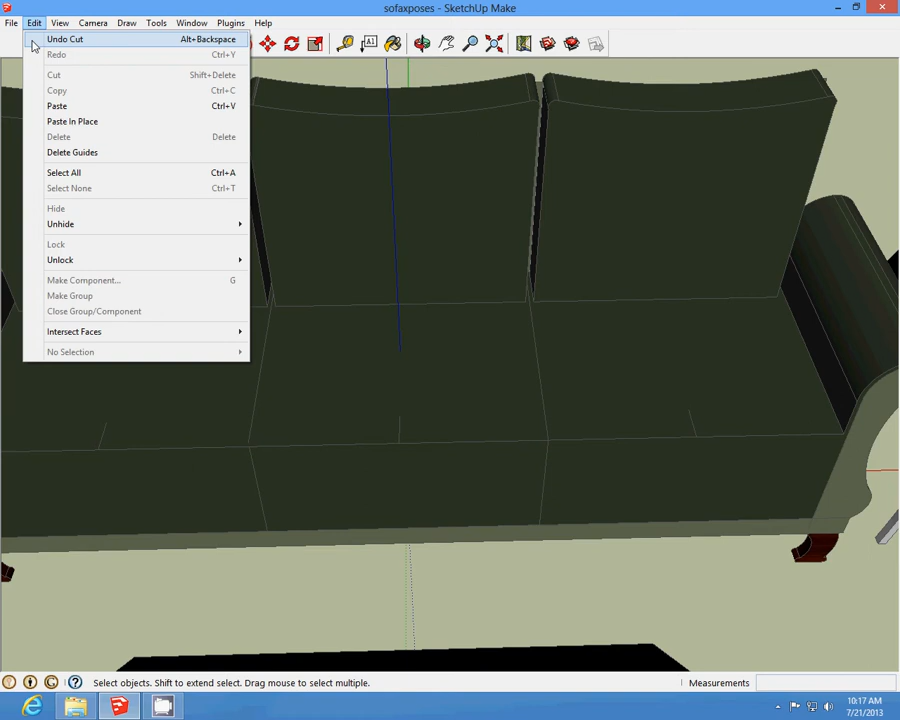 sofaxposes - SketchUp Make
File Edit View Camera Draw Tools Window Plugins Help
Undo Cut Alt+Backspace
Redo Ctrl+Y
Cut Shift+Delete
Copy Ctrl+C
Paste Ctrl+V
Paste In Place
Delete Delete
Delete Guides
Select All Ctrl+A
Select None Ctrl+T
Hide
Unhide
Lock
Unlock
Make Component... G
Make Group
Close Group/Component
Intersect Faces
No Selection
A1
Select objects. Shift to extend select. Drag mouse to select multiple.
Measurements
10:17 AM
7/21/2013